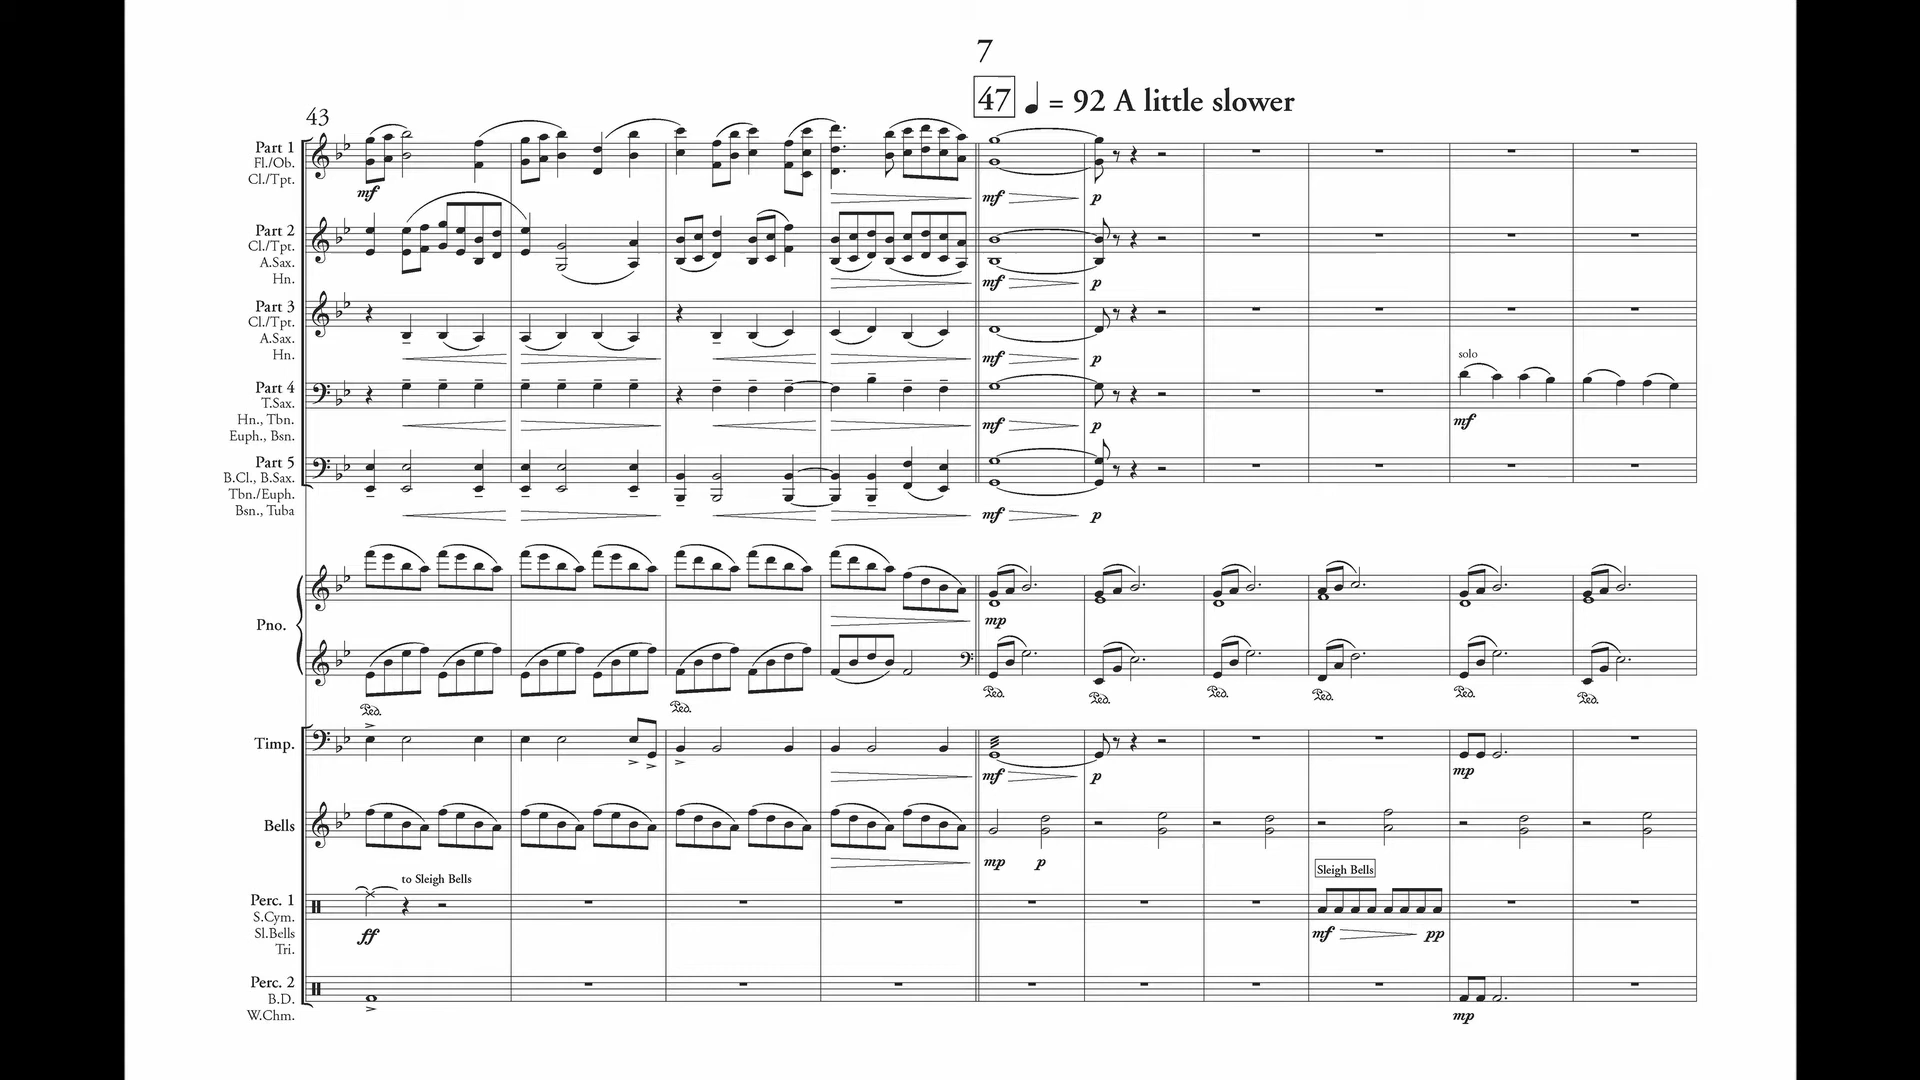 7
47 = 92 A little slower
43
Part 1
Fl./Ob.
Cl./Tpt.
mf
mf p
Part 2
Cl./Tpt.
A.Sax.
Hn.
mf p
Part 3
Cl./Tpt.
A.Sax.
Hn.
mf p
solo
Part 4
T.Sax.
Hn., Tbn.
Euph., Bsn.
mf p mf
Part 5
B.Cl., B.Sax.
Tbn./Euph.
Bsn., Tuba
mf p
Pno.
mp
Ped. Ped. Ped. Ped. Ped. Ped. Ped. Ped.
Timp.
mf p mp
Bells
mp p
to Sleigh Bells
Sleigh Bells
Perc. 1
S.Cym.
Sl.Bells
Tri.
ff mf pp
Perc. 2
B.D.
W.Chm.
mp